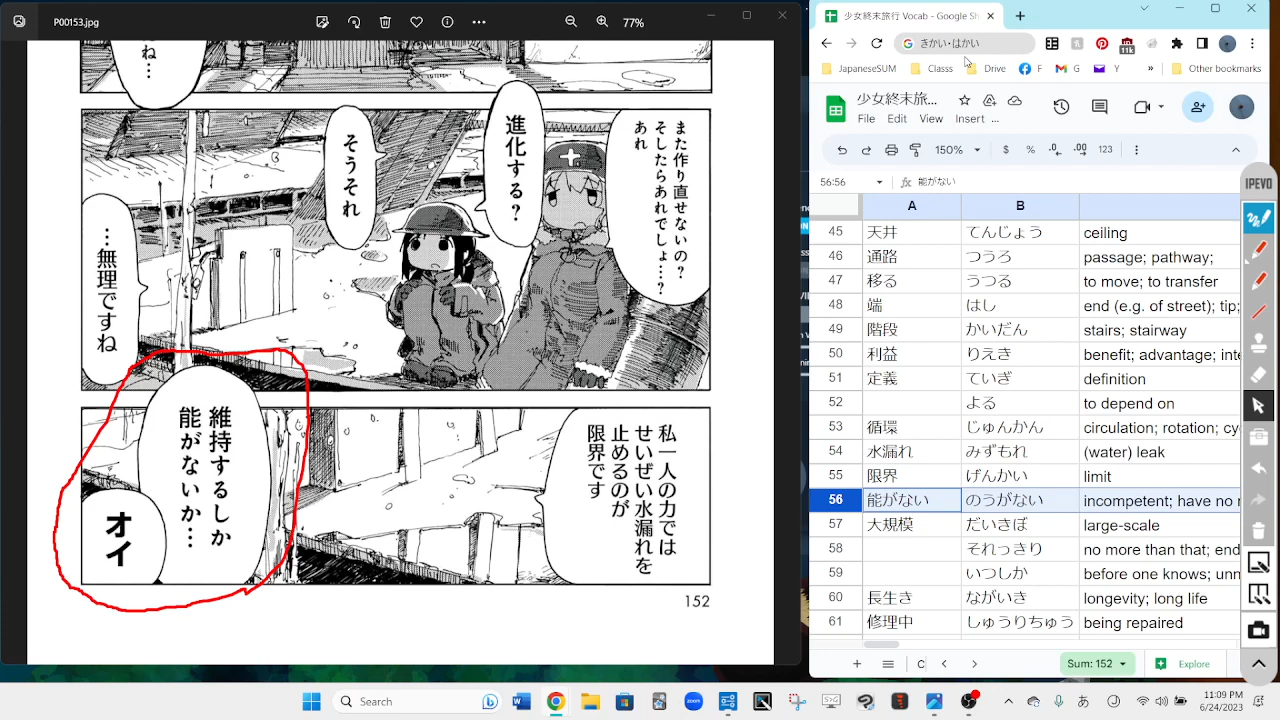 P00153.jpg
77%
ね…
また作り直せないの？
そしたらあれでしょ…？
あれ
進化する？
そうそれ
…無理ですね
私一人の力では
せいぜい水漏れを
止めるのが
限界です
維持するしか
能がないか…
オイ
152
少女終末旅行 Vocab - Google Sh
さかい・はかい
11k
JapaneseSUM
Class
Drive
F
G
Y
»
Other bookmarks
少女終末旅...
File
Edit
View
Insert
...
150%
$
%
.0
.00
123
56:56
fx
能がない
IPEVO
A
B
45 天井 てんじょう ceiling
46 通路 つうろ passage; pathway;
47 移る うつる to move; to transfer
48 端 はし end (e.g. of street); tip
49 階段 かいだん stairs; stairway
50 利益 りえき benefit; advantage; in
51 定義 ていぎ definition
52 よる to depend on
53 循環 じゅんかん circulation; rotation; cy
54 水漏れ みずもれ (water) leak
55 限界 げんかい limit
56 能がない のうがない incompetent; have no
57 大規模 だいきぼ large-scale
58 それっきり no more than that; end
59 いつしか before one knows; unn
60 長生き ながいき longevity; long life
61 修理中 しゅうりちゅう being repaired
C
Sum: 152
Explore
Search
zoom
あ
11:09 PM
6/24/2023